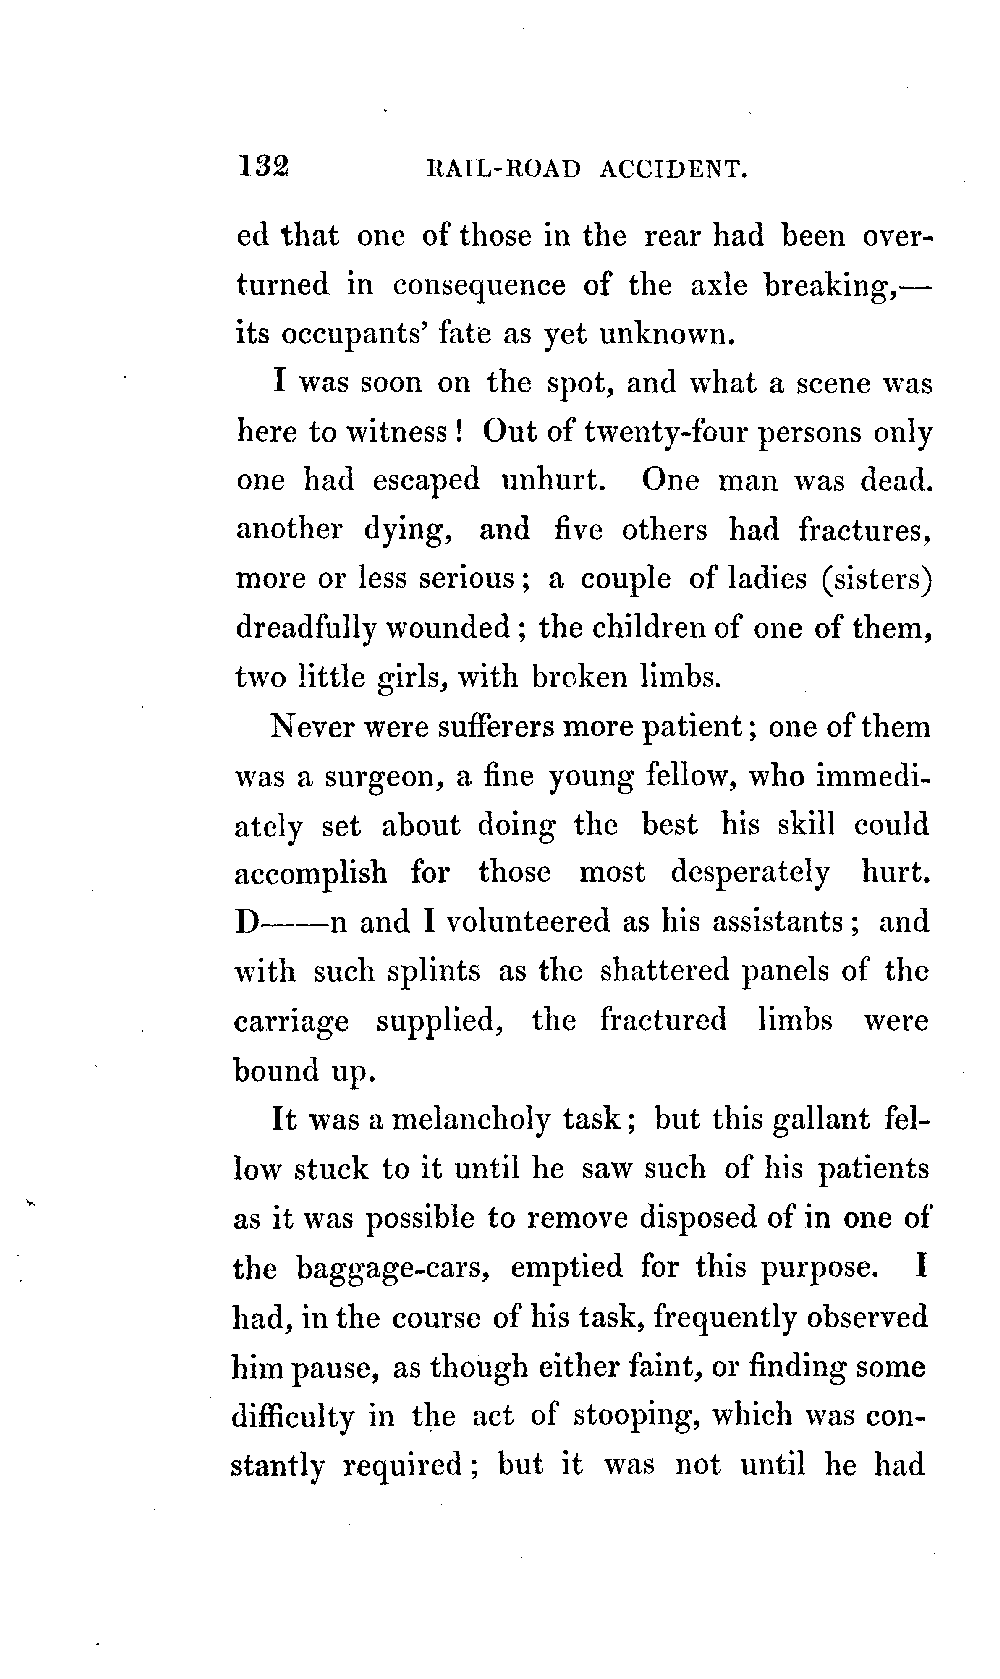 132 RAIL-ROAD ACCIDENT.
ed that one of those in the rear had been over-
turned in consequence of the axle breaking,—
its occupants' fate as yet unknown.
I was soon on the spot, and what a scene was
here to witness ! Out of twenty-four persons only
one had escaped unhurt. One man was dead.
another dying, and five others had fractures,
more or less serious ; a couple of ladies (sisters)
dreadfully wounded ; the children of one of them,
two little girls, with broken limbs.
Never were sufferers more patient ; one of them
was a surgeon, a fine young fellow, who immedi-
ately set about doing the best his skill could
accomplish for those most desperately hurt.
D——n and I volunteered as his assistants ; and
with such splints as the shattered panels of the
carriage supplied, the fractured limbs were
bound up.
It was a melancholy task ; but this gallant fel-
low stuck to it until he saw such of his patients
as it was possible to remove disposed of in one of
the baggage-cars, emptied for this purpose. I
had, in the course of his task, frequently observed
him pause, as though either faint, or finding some
difficulty in the act of stooping, which was con-
stantly required ; but it was not until he had